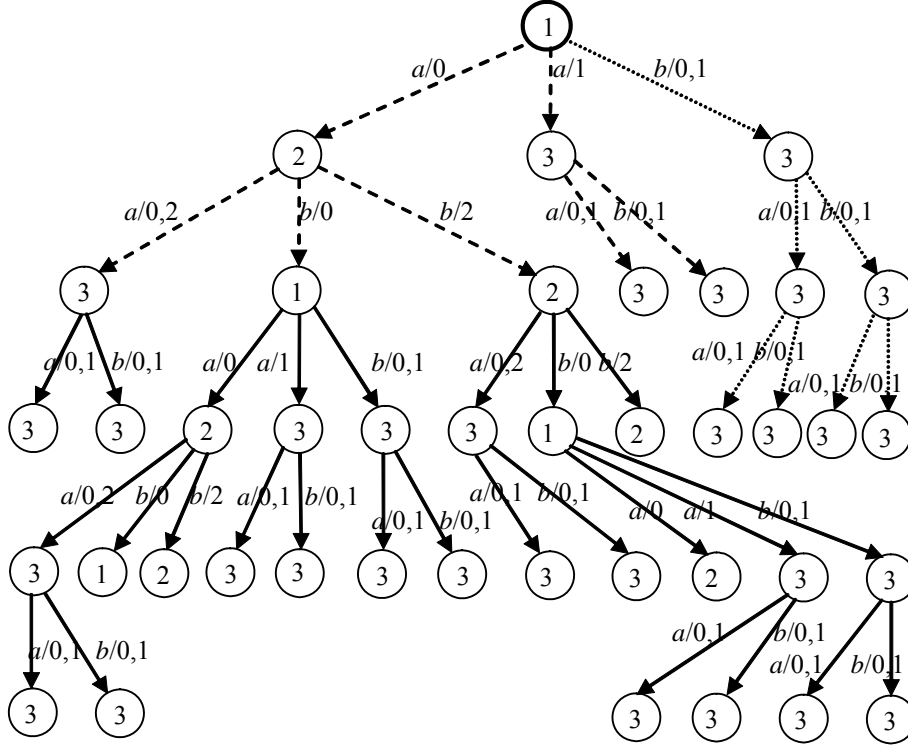 1
a/0 a/1 b/0,1
2 3 3
a/0,2 b/0 b/2 a/0,1 b/0,1 a/0,1 b/0,1
3 1 2 3 3 3 3
a/0,1 b/0,1 a/0 a/1 b/0,1 a/0,2 b/0 b/2 a/0,1 b/0,1 a/0,1 b/0,1
3 3 2 3 3 3 1 2 3 3 3 3
a/0,2 b/0 b/2 a/0,1 b/0,1 a/0,1 b/0,1 a/0,1 b/0,1 a/0 a/1 b/0,1
3 1 2 3 3 3 3 3 3 2 3 3
a/0,1 b/0,1 a/0,1 b/0,1 a/0,1 b/0,1
3 3 3 3 3 3